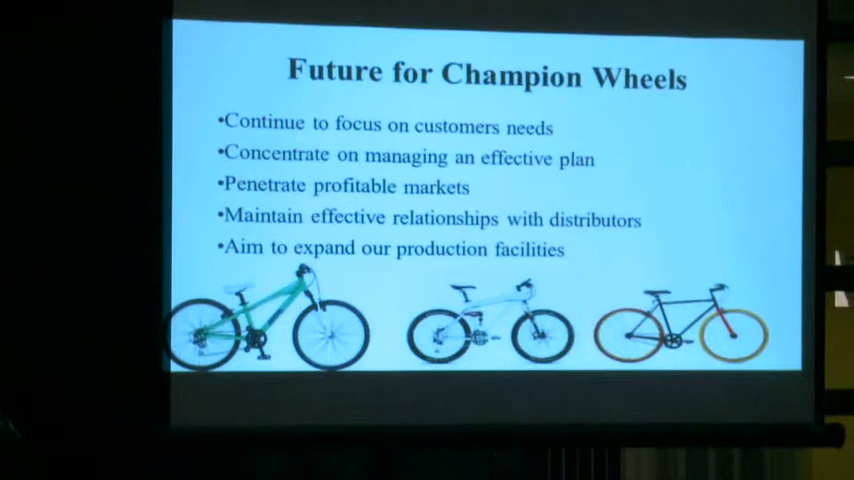 Future for Champion Wheels
•Continue to focus on customers needs
•Concentrate on managing an effective plan
•Penetrate profitable markets
•Maintain effective relationships with distributors
•Aim to expand our production facilities